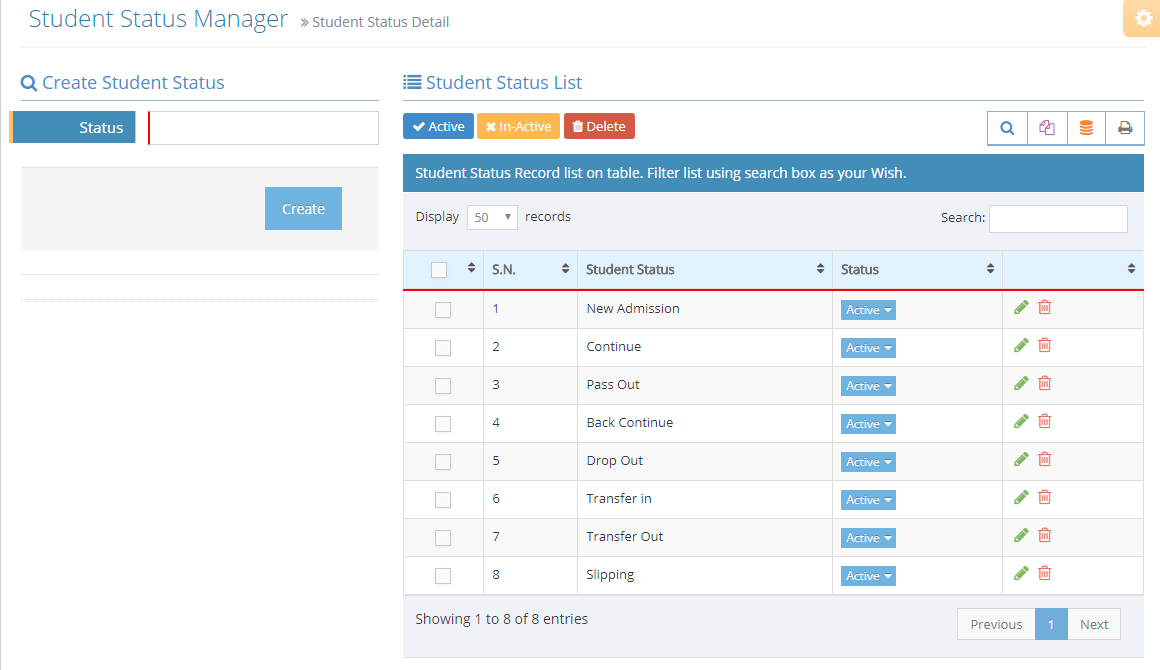 Student Status Manager » Student Status Detail
Create Student Status
Status
Create
Student Status List
Active In-Active Delete
Student Status Record list on table. Filter list using search box as your Wish.
Display 50 records Search:
S.N. Student Status Status
1 New Admission Active
2 Continue Active
3 Pass Out Active
4 Back Continue Active
5 Drop Out Active
6 Transfer in Active
7 Transfer Out Active
8 Slipping Active
Showing 1 to 8 of 8 entries Previous 1 Next